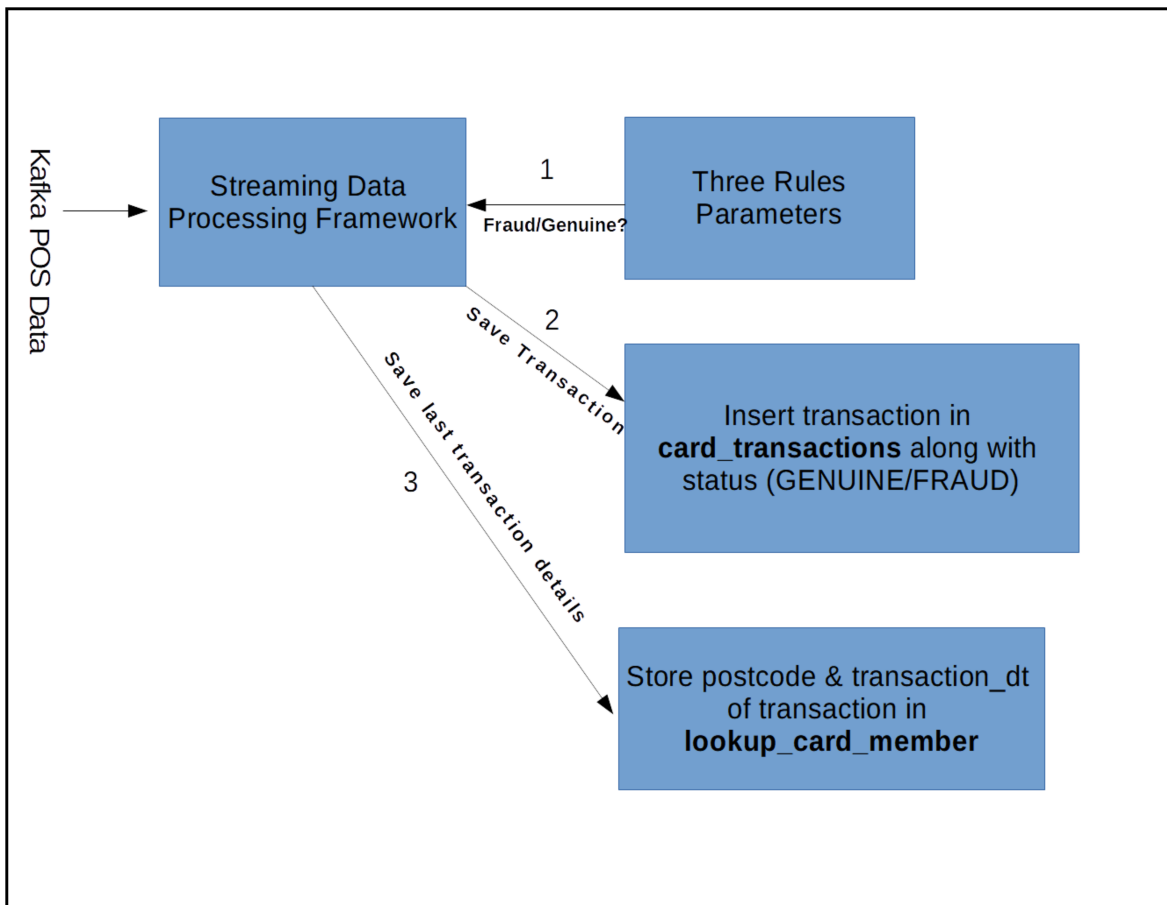 Kafka POS Data
Streaming Data
Processing Framework
1
Fraud/Genuine?
Three Rules
Parameters
2
Save Transaction
Insert transaction in
card_transactions along with
status (GENUINE/FRAUD)
3
Save last transaction details
Store postcode & transaction_dt
of transaction in
lookup_card_member